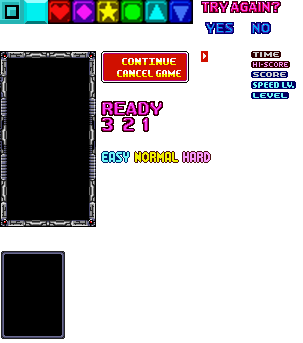 TRY AGAIN?
YES NO
CONTINUE
CANCEL GAME
TIME
HI-SCORE
SCORE
SPEED LV.
LEVEL
READY
3 2 1
EASY NORMAL HARD